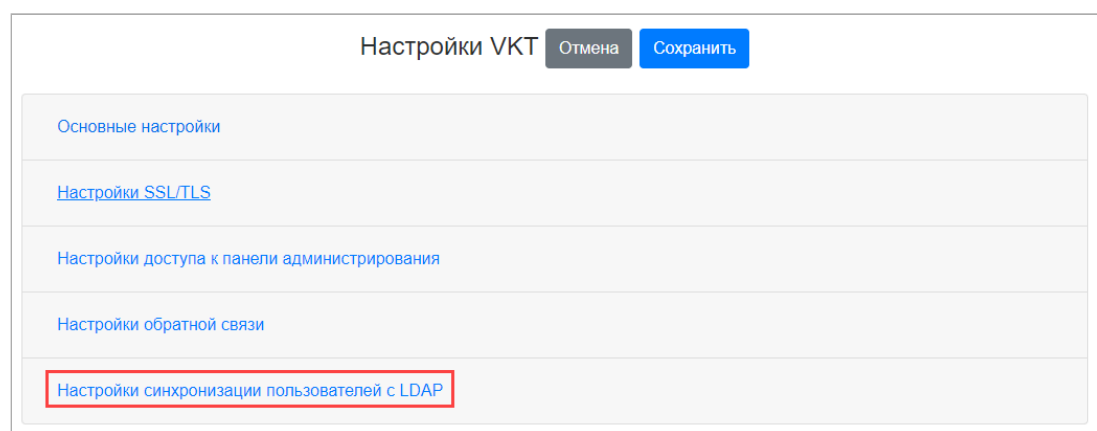 Настройки VKT Отмена Сохранить
Основные настройки
Настройки SSL/TLS
Настройки доступа к панели администрирования
Настройки обратной связи
Настройки синхронизации пользователей с LDAP